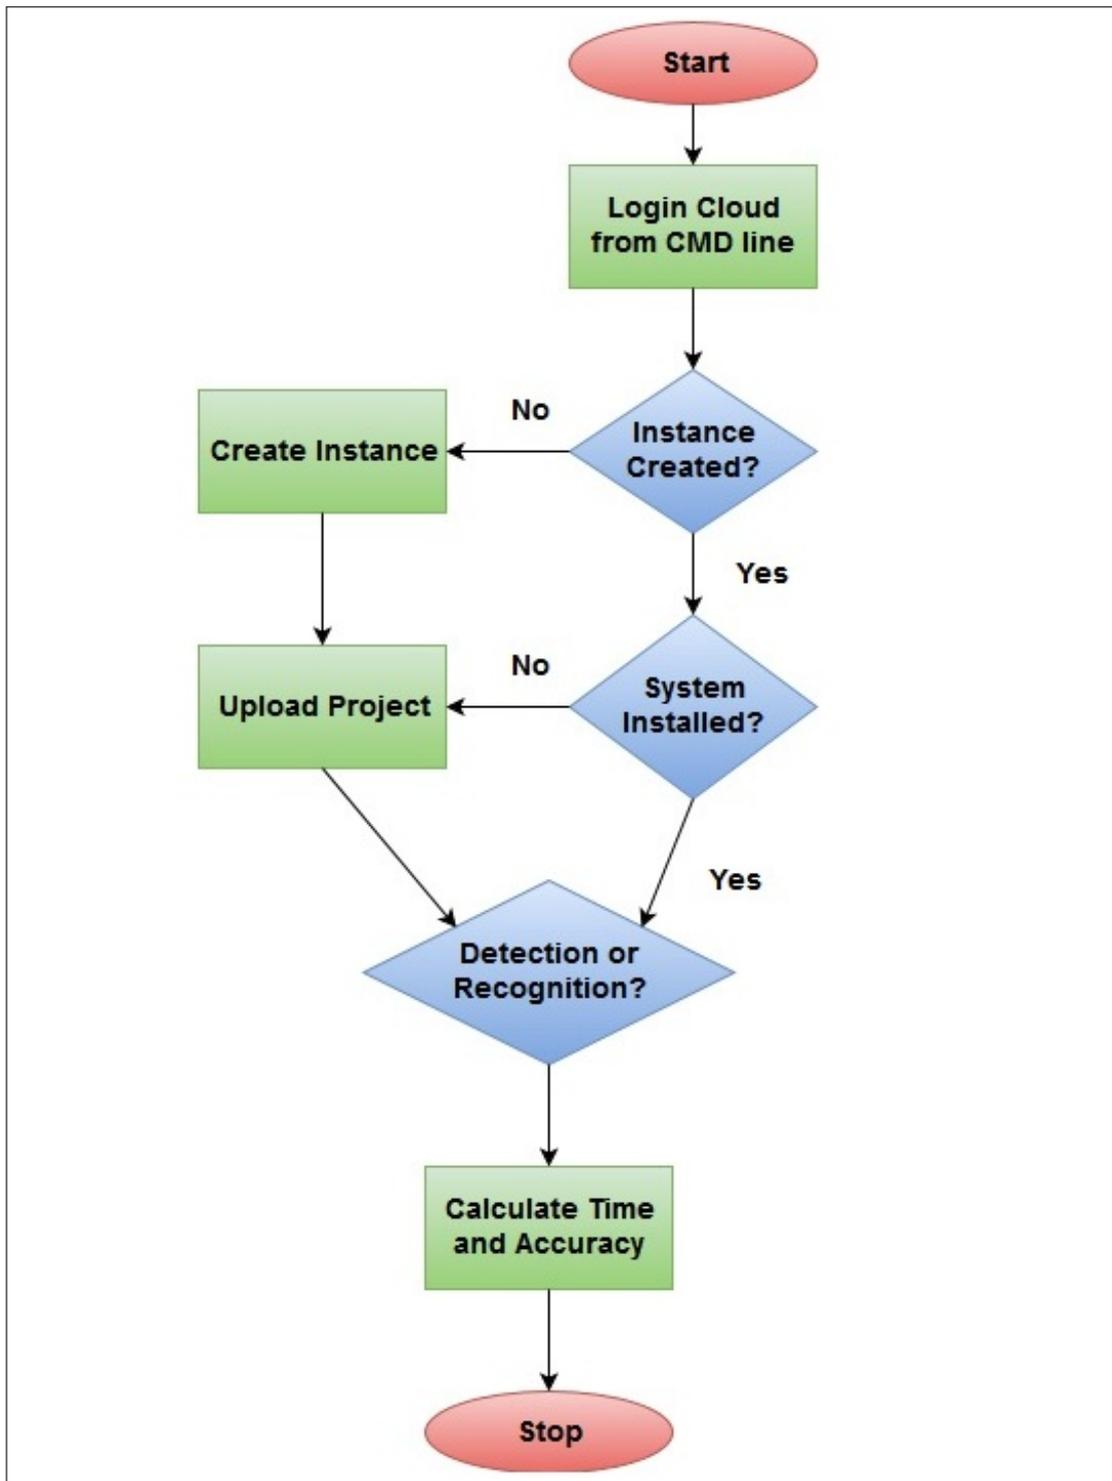 Start
Login Cloud
from CMD line
No
Instance
Created?
Create Instance
Yes
No
System
Installed?
Upload Project
Yes
Detection or
Recognition?
Calculate Time
and Accuracy
Stop